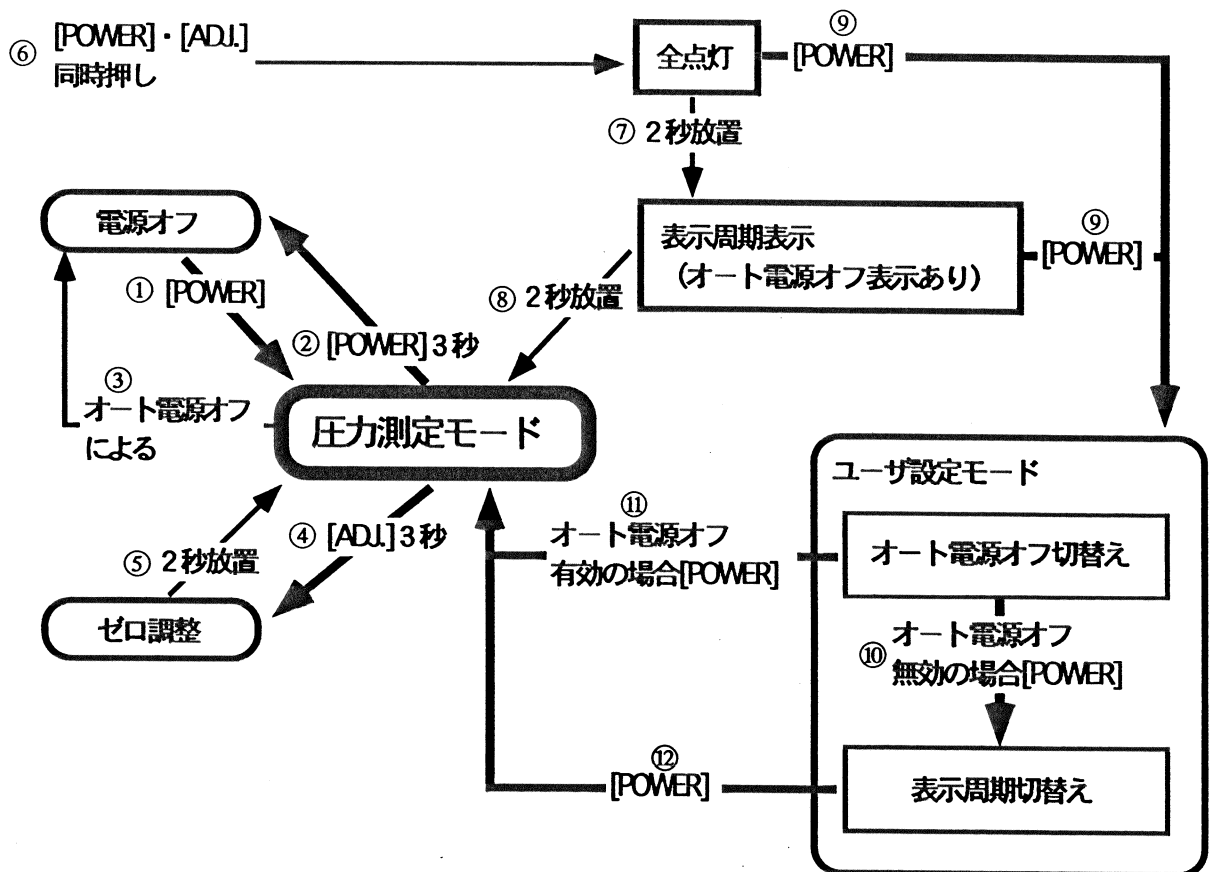 ⑥ [POWER]・[ADJ.]
同時押し
全点灯
⑨
[POWER]
⑦ 2秒放置
電源オフ
表示周期表示
(オート電源オフ表示あり)
⑨
[POWER]
① [POWER]
⑧ 2秒放置
② [POWER] 3秒
③
オート電源オフ
による
圧力測定モード
ユーザ設定モード
④ [ADJ.] 3秒
⑤ 2秒放置
⑪
オート電源オフ
有効の場合[POWER]
オート電源オフ切替え
ゼロ調整
⑩ オート電源オフ
無効の場合[POWER]
⑫
[POWER]
表示周期切替え